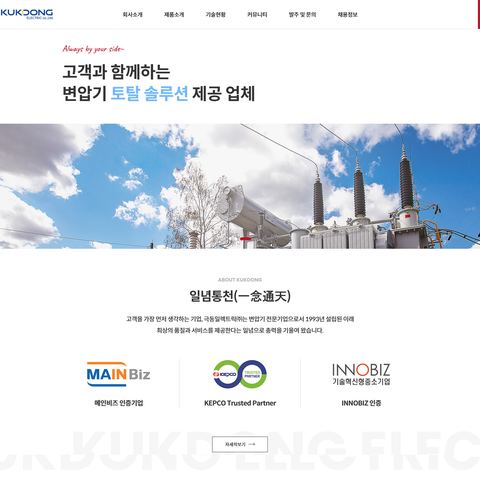 KUKDONG
ELECTRIC Co.,Ltd
회사소개 제품소개 기술현황 커뮤니티 발주 및 문의 채용정보
Always by your side~
고객과 함께하는
변압기 토탈 솔루션 제공 업체
ABOUT KUKDONG
일념통천(一念通天)
고객을 가장 먼저 생각하는 기업, 극동일렉트릭㈜는 변압기 전문기업으로서 1993년 설립된 이래
최상의 품질과 서비스를 제공한다는 일념으로 총력을 기울여 왔습니다.
MAINBiz
KEPCO TRUSTED PARTNER
INNOBIZ
기술혁신형중소기업
메인비즈 인증기업
KEPCO Trusted Partner
INNOBIZ 인증
자세히보기